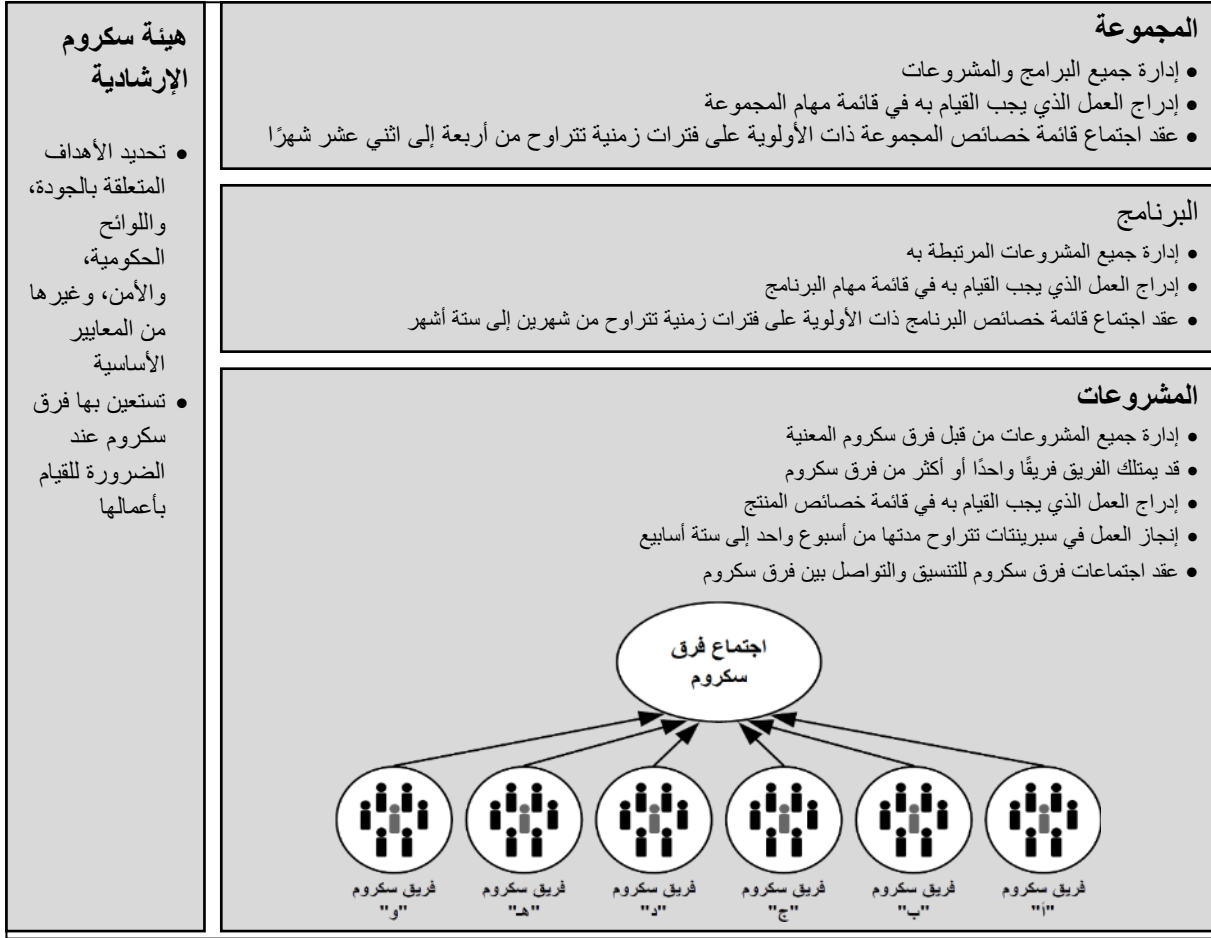 المجموعة
● إدارة جميع البرامج والمشروعات
● إدراج العمل الذي يجب القيام به في قائمة مهام المجموعة
● عقد اجتماع قائمة خصائص المجموعة ذات الأولوية على فترات زمنية تتراوح من أربعة إلى اثني عشر شهرًا
البرنامج
● إدارة جميع المشروعات المرتبطة به
● إدراج العمل الذي يجب القيام به في قائمة مهام البرنامج
● عقد اجتماع قائمة خصائص البرنامج ذات الأولوية على فترات زمنية تتراوح من شهرين إلى ستة أشهر
المشروعات
● إدارة جميع المشروعات من قبل فرق سكروم المعنية
● قد يمتلك الفريق فريقًا واحدًا أو أكثر من فرق سكروم
● إدراج العمل الذي يجب القيام به في قائمة خصائص المنتج
● إنجاز العمل في سبرينتات تتراوح مدتها من أسبوع واحد إلى ستة أسابيع
● عقد اجتماعات فرق سكروم للتنسيق والتواصل بين فرق سكروم
اجتماع فرق
سكروم
فريق سكروم
"أ"
فريق سكروم
"ب"
فريق سكروم
"ج"
فريق سكروم
"د"
فريق سكروم
"هـ"
فريق سكروم
"و"
هيئة سكروم
الإرشادية
● تحديد الأهداف
المتعلقة بالجودة،
واللوائح
الحكومية،
والأمن، وغيرها
من المعايير
الأساسية
● تستعين بها فرق
سكروم عند
الضرورة للقيام
بأعمالها